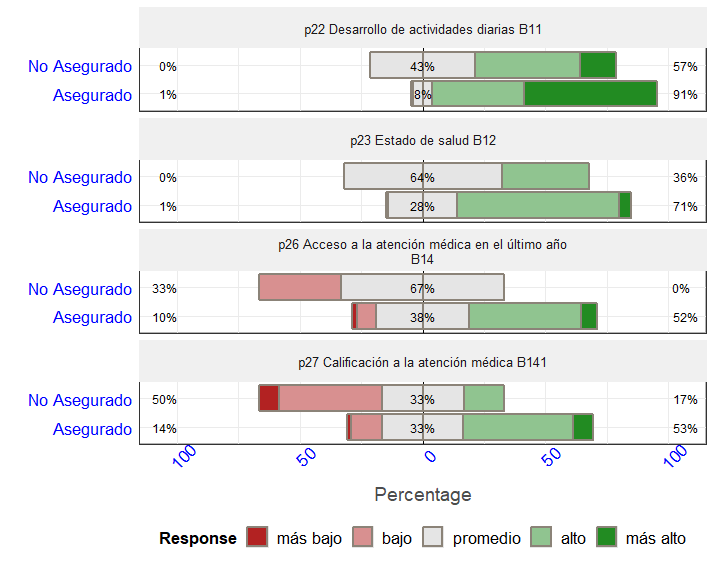 p22 Desarrollo de actividades diarias B11
No Asegurado 0% 43% 57%
Asegurado 1% 8% 91%
p23 Estado de salud B12
No Asegurado 0% 64% 36%
Asegurado 1% 28% 71%
p26 Acceso a la atención médica en el último año
B14
No Asegurado 33% 67% 0%
Asegurado 10% 38% 52%
p27 Calificación a la atención médica B141
No Asegurado 50% 33% 17%
Asegurado 14% 33% 53%
100 50 0 50 100
Percentage
Response más bajo bajo promedio alto más alto